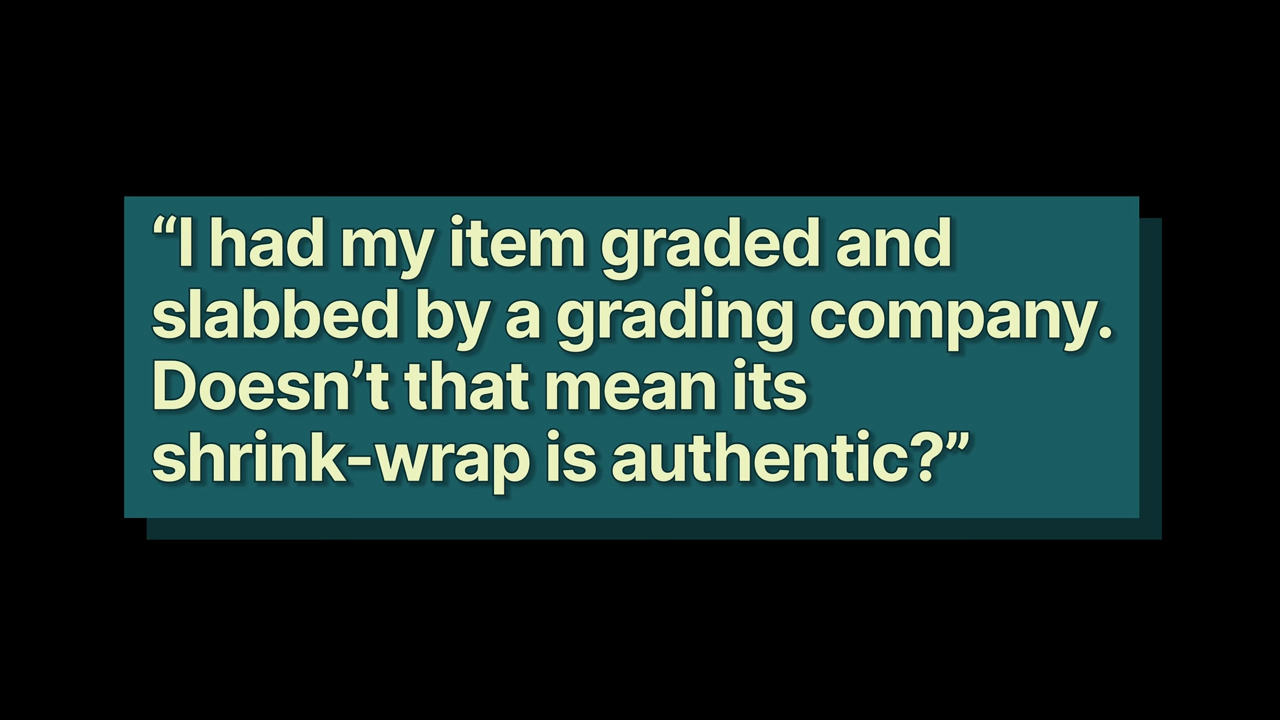 “I had my item graded and
slabbed by a grading company.
Doesn’t that mean its
shrink-wrap is authentic?”